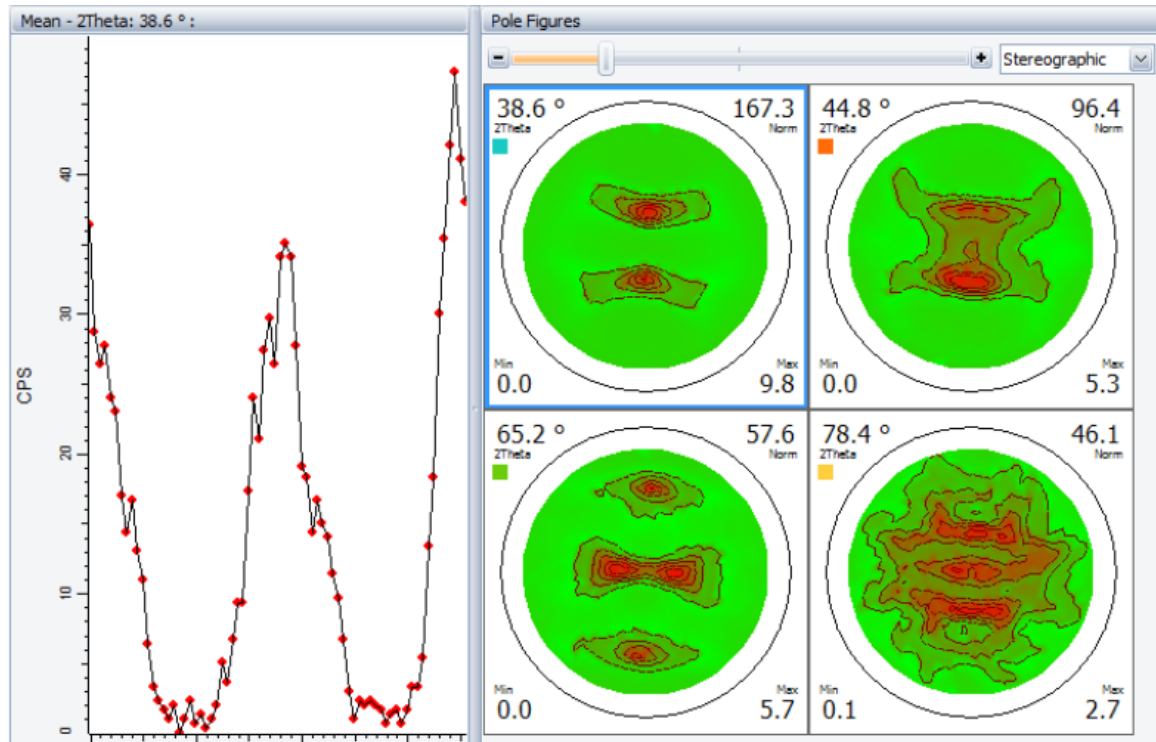 Mean - 2Theta: 38.6 ° :
CPS
40
30
20
10
0
Pole Figures
Stereographic
38.6 °
2Theta
167.3
Norm
Min
0.0
Max
9.8
44.8 °
2Theta
96.4
Norm
Min
0.0
Max
5.3
65.2 °
2Theta
57.6
Norm
Min
0.0
Max
5.7
78.4 °
2Theta
46.1
Norm
Min
0.1
Max
2.7